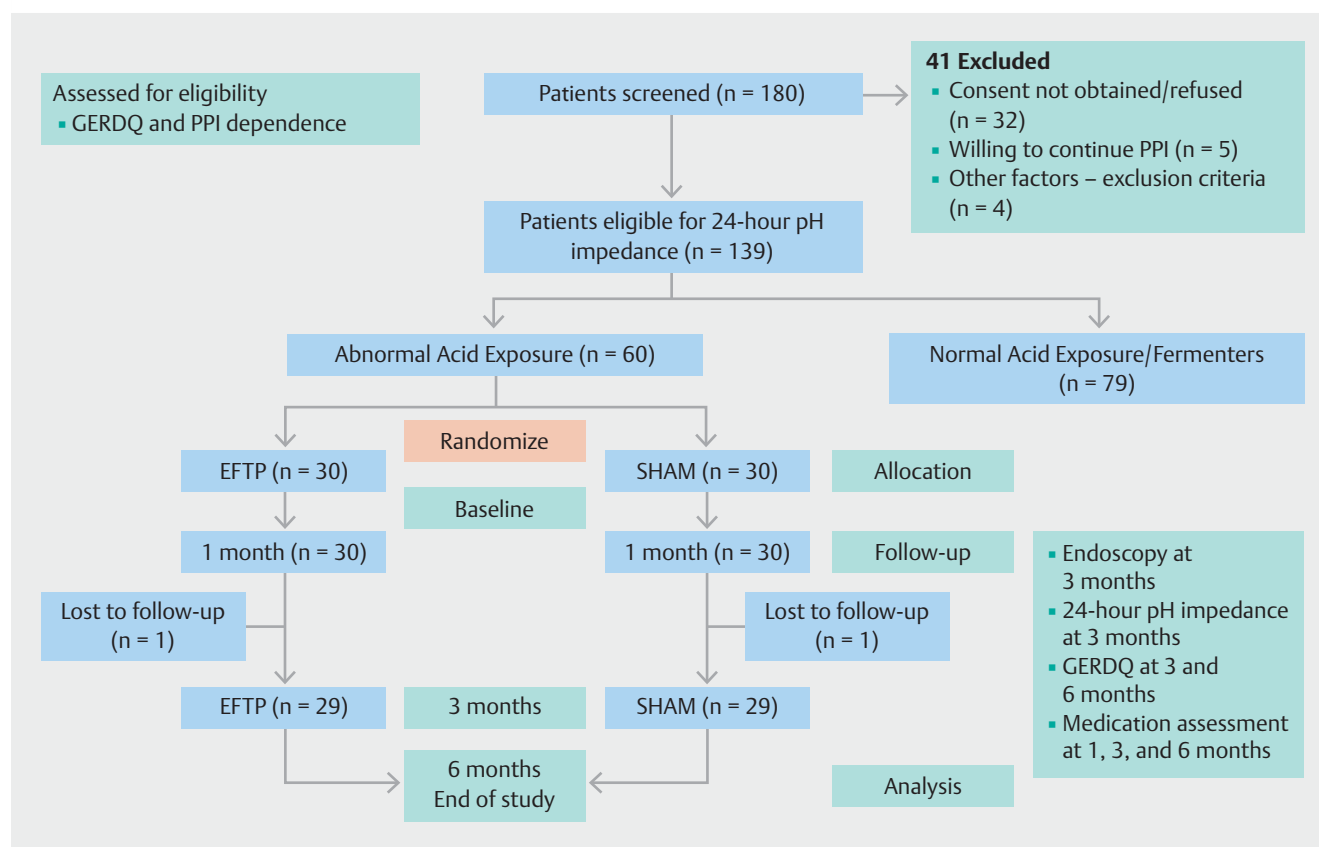 Assessed for eligibility
▪ GERDQ and PPI dependence
Patients screened (n = 180)
41 Excluded
▪ Consent not obtained/refused
(n = 32)
▪ Willing to continue PPI (n = 5)
▪ Other factors – exclusion criteria
(n = 4)
Patients eligible for 24-hour pH
impedance (n = 139)
Abnormal Acid Exposure (n = 60)
Normal Acid Exposure/Fermenters
(n = 79)
Randomize
EFTP (n = 30)
SHAM (n = 30)
Allocation
Baseline
1 month (n = 30)
1 month (n = 30)
Follow-up
Lost to follow-up
(n = 1)
Lost to follow-up
(n = 1)
▪ Endoscopy at
3 months
▪ 24-hour pH impedance
at 3 months
▪ GERDQ at 3 and
6 months
▪ Medication assessment
at 1, 3, and 6 months
EFTP (n = 29)
3 months
SHAM (n = 29)
6 months
End of study
Analysis